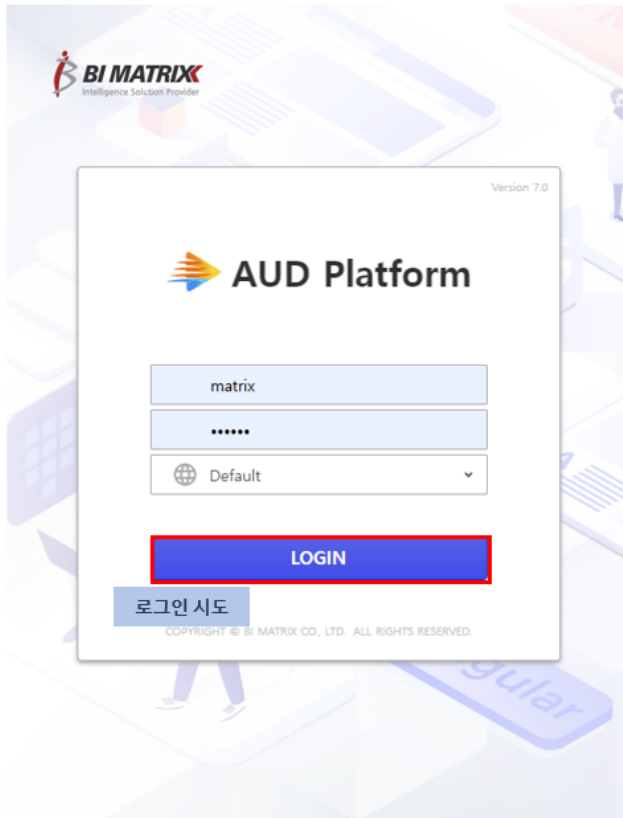 BI MATRIX
Intelligence Solution Provider
Version 7.0
AUD Platform
matrix
••••••
Default
LOGIN
로그인 시도
COPYRIGHT © BI MATRIX CO., LTD. ALL RIGHTS RESERVED.
gular